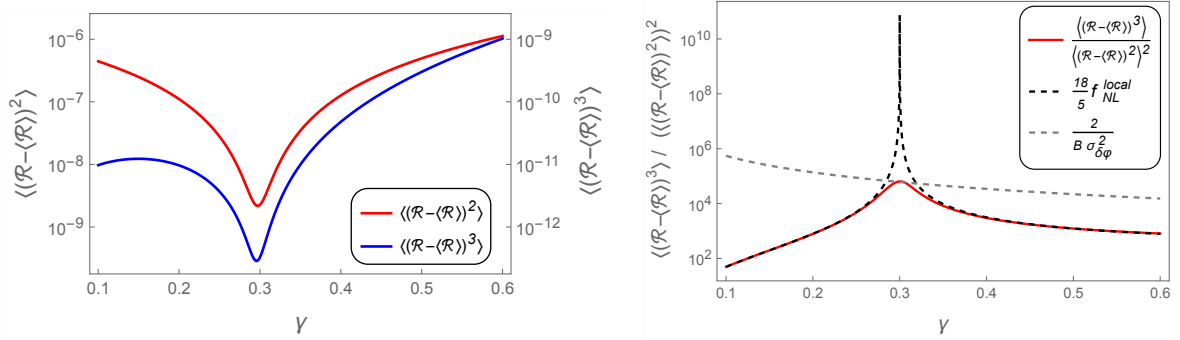 10⁻⁶
10⁻⁷
10⁻⁸
10⁻⁹
⟨(ℛ-⟨ℛ⟩)²⟩
10⁻⁹
10⁻¹⁰
10⁻¹¹
10⁻¹²
⟨(ℛ-⟨ℛ⟩)³⟩
⟨(ℛ-⟨ℛ⟩)²⟩
⟨(ℛ-⟨ℛ⟩)³⟩
0.1 0.2 0.3 0.4 0.5 0.6
γ
10¹⁰
10⁸
10⁶
10⁴
10²
⟨(ℛ-⟨ℛ⟩)³⟩ / (⟨(ℛ-⟨ℛ⟩)²⟩)²
⟨(ℛ-⟨ℛ⟩)³⟩
⟨(ℛ-⟨ℛ⟩)²⟩²
18/5 f_NL^local
2
B σ²_δφ
0.1 0.2 0.3 0.4 0.5 0.6
γ